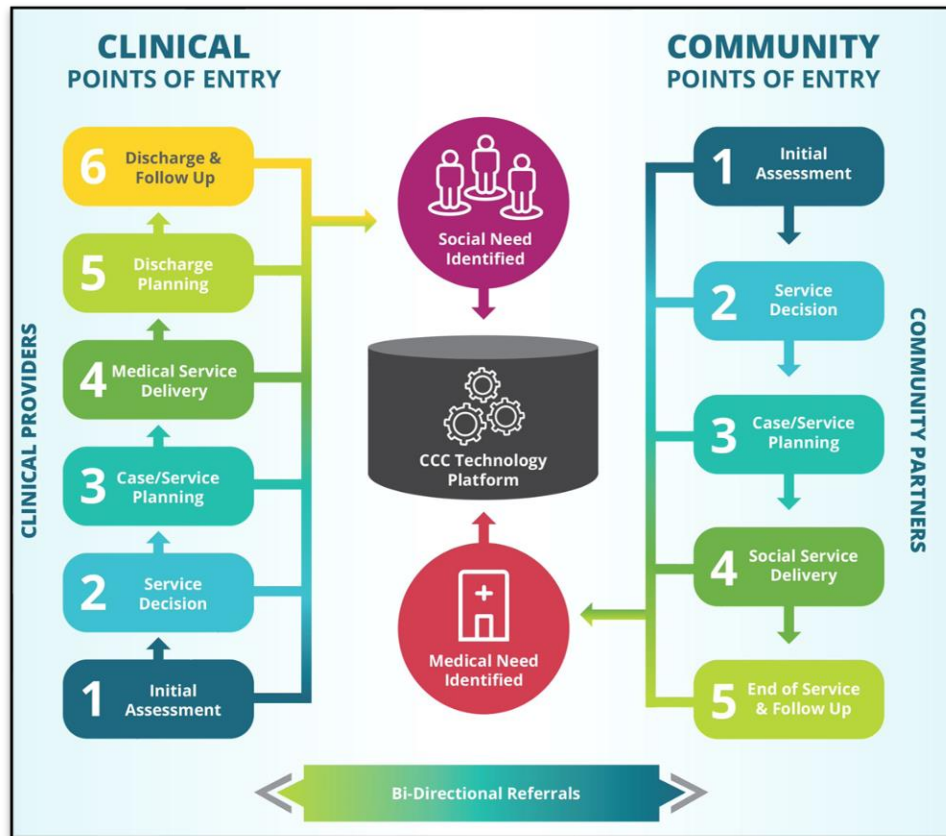 CLINICAL
POINTS OF ENTRY
COMMUNITY
POINTS OF ENTRY
CLINICAL PROVIDERS
6
Discharge &
Follow Up
5
Discharge
Planning
4
Medical Service
Delivery
3
Case/Service
Planning
2
Service
Decision
1
Initial
Assessment
Social Need
Identified
CCC Technology
Platform
Medical Need
Identified
1
Initial
Assessment
2
Service
Decision
3
Case/Service
Planning
4
Social Service
Delivery
5
End of Service
& Follow Up
COMMUNITY PARTNERS
Bi-Directional Referrals